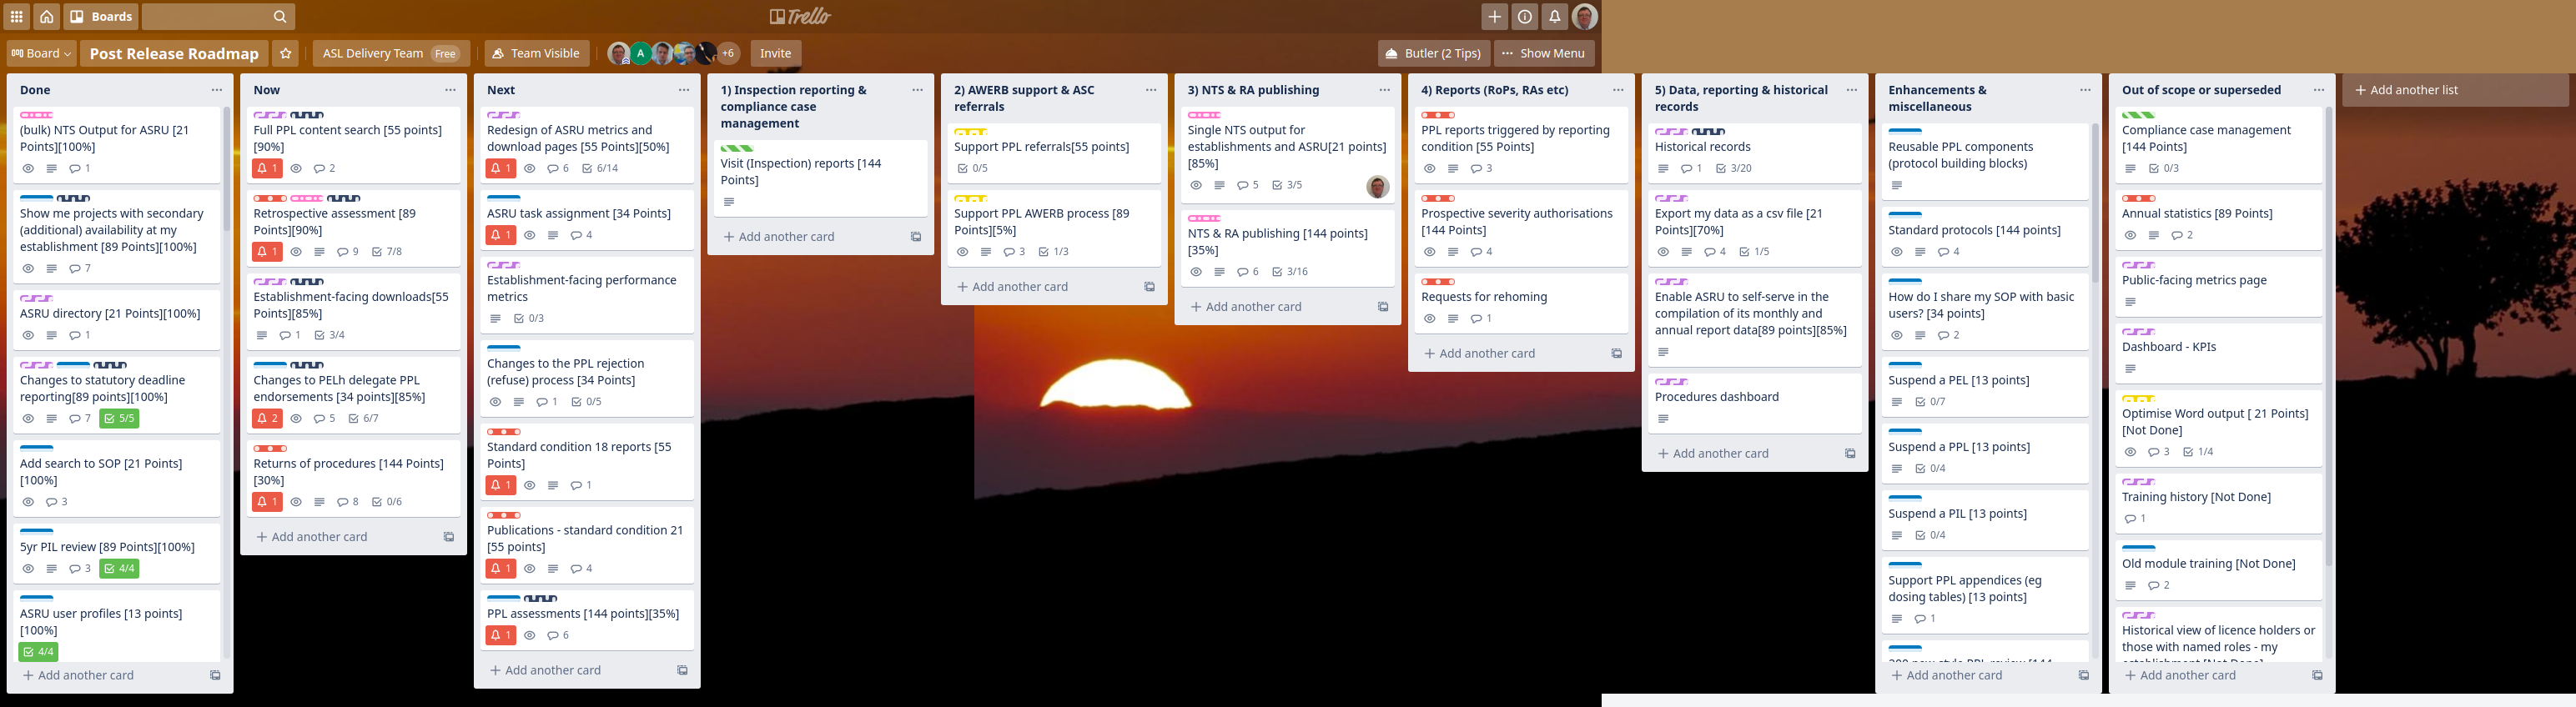 Boards
Trello
Board
Post Release Roadmap
ASL Delivery Team Free
Team Visible
A
+6
Invite
Butler (2 Tips)
Show Menu
Done
(bulk) NTS Output for ASRU [21
Points][100%]
1
Show me projects with secondary
(additional) availability at my
establishment [89 Points][100%]
7
ASRU directory [21 Points][100%]
1
Changes to statutory deadline
reporting[89 points][100%]
7 5/5
Add search to SOP [21 Points]
[100%]
3
5yr PIL review [89 Points][100%]
3 4/4
ASRU user profiles [13 points]
[100%]
4/4
Add another card
Now
Full PPL content search [55 points]
[90%]
1 2
Retrospective assessment [89
Points][90%]
1 9 7/8
Establishment-facing downloads[55
Points][85%]
1 3/4
Changes to PELh delegate PPL
endorsements [34 points][85%]
2 5 6/7
Returns of procedures [144 Points]
[30%]
1 8 0/6
Add another card
Next
Redesign of ASRU metrics and
download pages [55 Points][50%]
1 6 6/14
ASRU task assignment [34 Points]
1 4
Establishment-facing performance
metrics
0/3
Changes to the PPL rejection
(refuse) process [34 Points]
1 0/5
Standard condition 18 reports [55
Points]
1 1
Publications - standard condition 21
[55 points]
1 4
PPL assessments [144 points][35%]
1 6
Add another card
1) Inspection reporting &
compliance case
management
Visit (Inspection) reports [144
Points]
Add another card
2) AWERB support & ASC
referrals
Support PPL referrals[55 points]
0/5
Support PPL AWERB process [89
Points][5%]
3 1/3
Add another card
3) NTS & RA publishing
Single NTS output for
establishments and ASRU[21 points]
[85%]
5 3/5
NTS & RA publishing [144 points]
[35%]
6 3/16
Add another card
4) Reports (RoPs, RAs etc)
PPL reports triggered by reporting
condition [55 Points]
3
Prospective severity authorisations
[144 Points]
4
Requests for rehoming
1
Add another card
5) Data, reporting & historical
records
Historical records
1 3/20
Export my data as a csv file [21
Points][70%]
4 1/5
Enable ASRU to self-serve in the
compilation of its monthly and
annual report data[89 points][85%]
Procedures dashboard
Add another card
Enhancements &
miscellaneous
Reusable PPL components
(protocol building blocks)
Standard protocols [144 points]
4
How do I share my SOP with basic
users? [34 points]
2
Suspend a PEL [13 points]
0/7
Suspend a PPL [13 points]
0/4
Suspend a PIL [13 points]
0/4
Support PPL appendices (eg
dosing tables) [13 points]
1
Add another card
Out of scope or superseded
Compliance case management
[144 Points]
0/3
Annual statistics [89 Points]
2
Public-facing metrics page
Dashboard - KPIs
Optimise Word output [ 21 Points]
[Not Done]
3 1/4
Training history [Not Done]
1
Old module training [Not Done]
2
Historical view of licence holders or
those with named roles - my
establishment [Not Done]
Add another card
Add another list